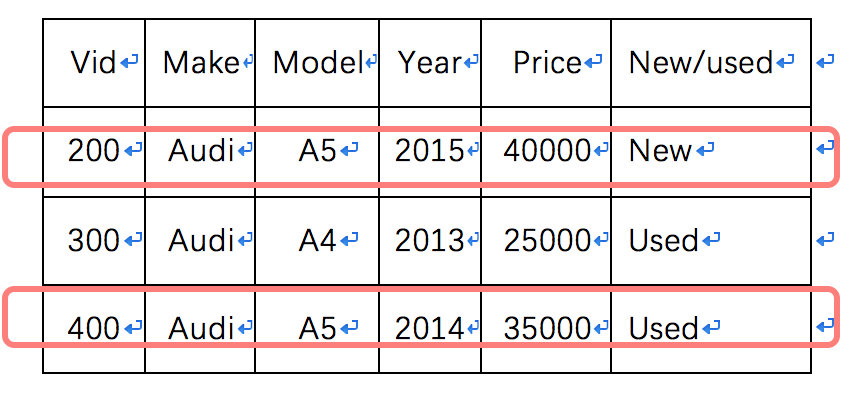 Vid Make Model Year Price New/used
200 Audi A5 2015 40000 New
300 Audi A4 2013 25000 Used
400 Audi A5 2014 35000 Used